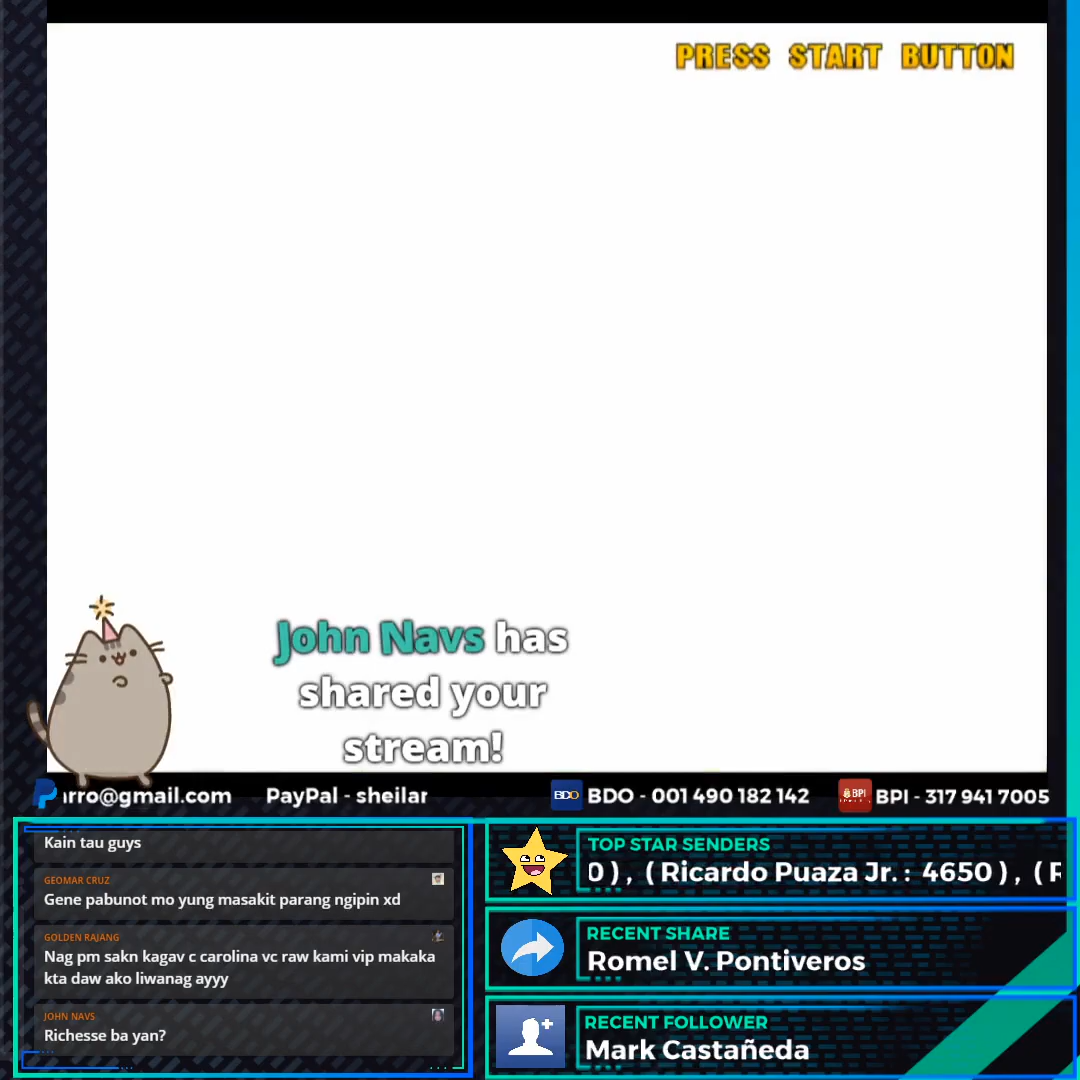 PRESS START BUTTON
John Navs has
shared your
stream!
rro@gmail.com PayPal - sheilar
BDO BDO - 001 490 182 142
BPI BPI - 317 941 7005
Kain tau guys
GEOMAR CRUZ
Gene pabunot mo yung masakit parang ngipin xd
GOLDEN RAJANG
Nag pm sakn kagav c carolina vc raw kami vip makaka
kta daw ako liwanag ayyy
JOHN NAVS
Richesse ba yan?
TOP STAR SENDERS
0 ) , ( Ricardo Puaza Jr. : 4650 ) , ( R
RECENT SHARE
Romel V. Pontiveros
RECENT FOLLOWER
Mark Castañeda